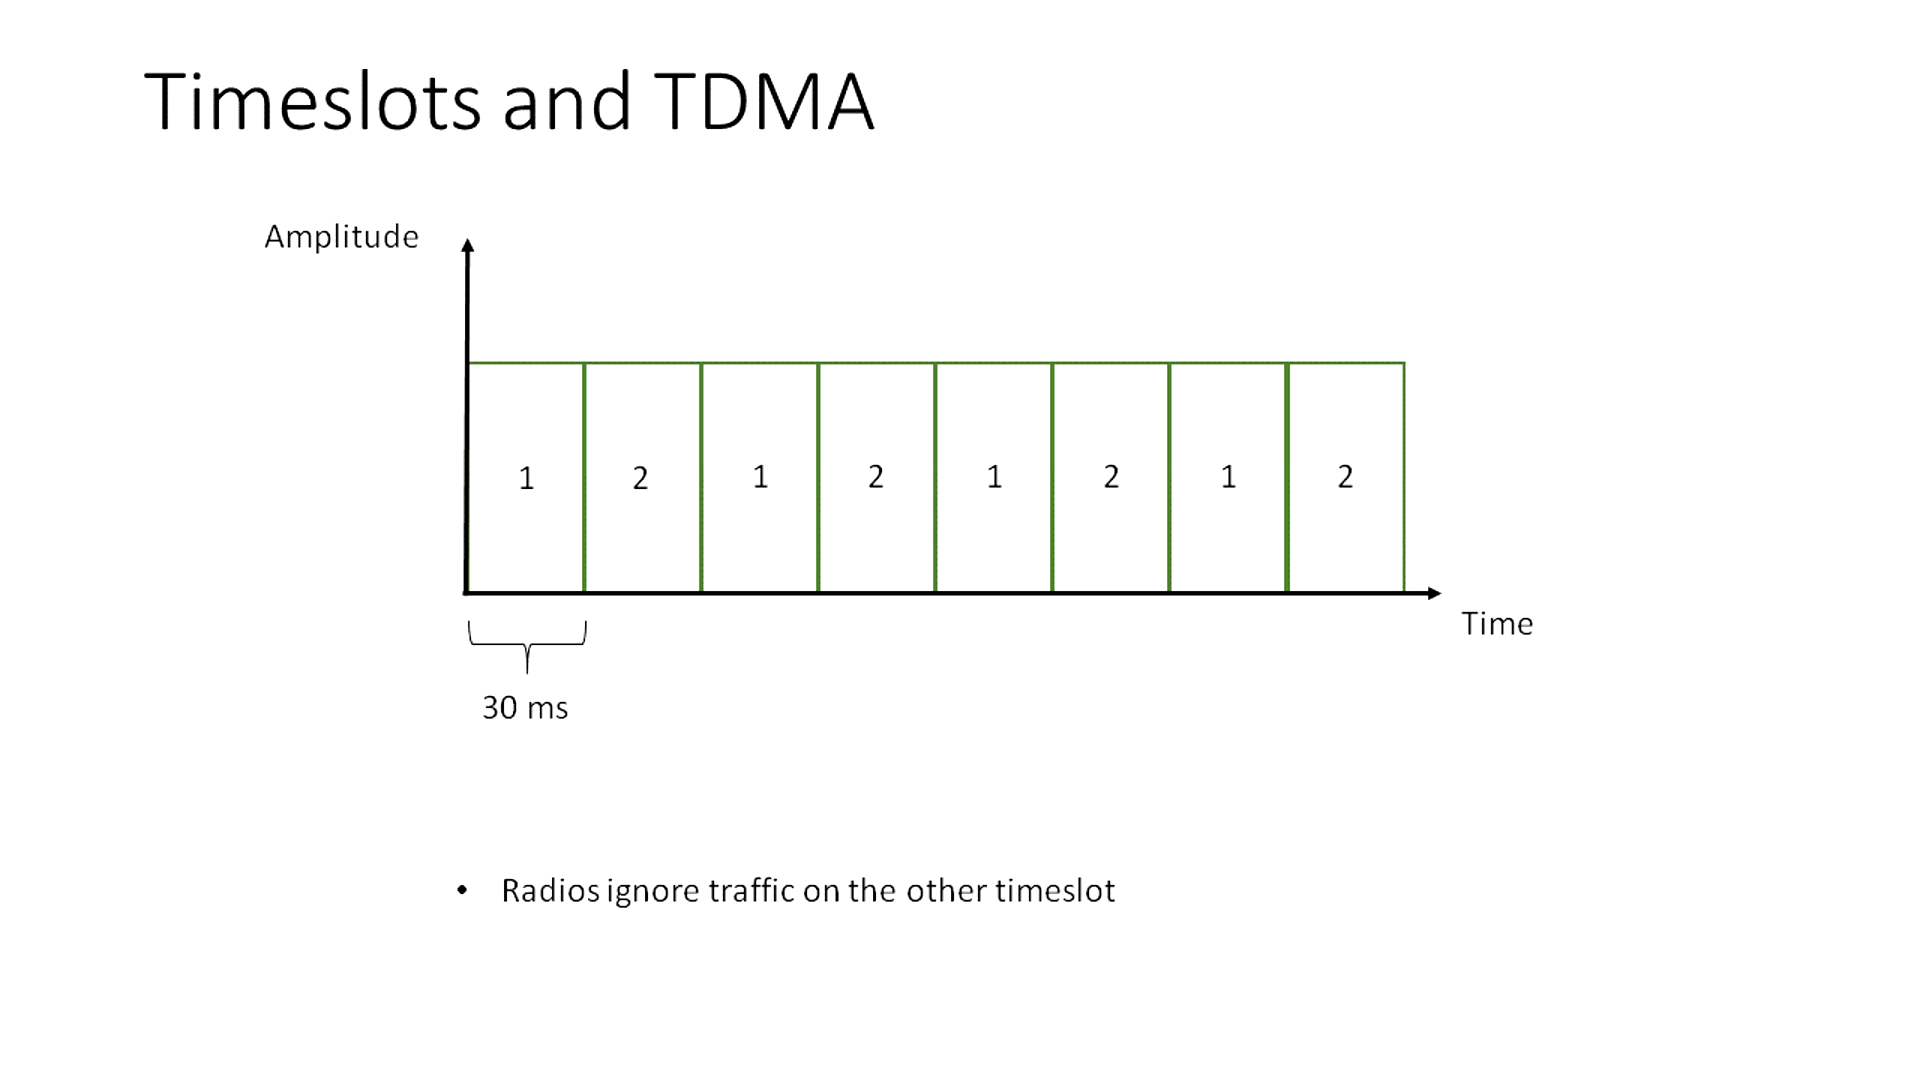 Timeslots and TDMA
Amplitude
1 2 1 2 1 2 1 2
Time
30 ms
• Radios ignore traffic on the other timeslot